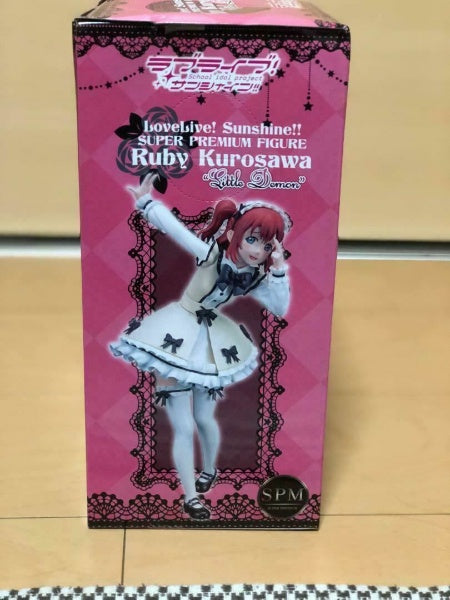 ラブライブ!
School idol project
サンシャイン!!
LoveLive! Sunshine!!
SUPER PREMIUM FIGURE
Ruby Kurosawa
"Little Demon"
SPM